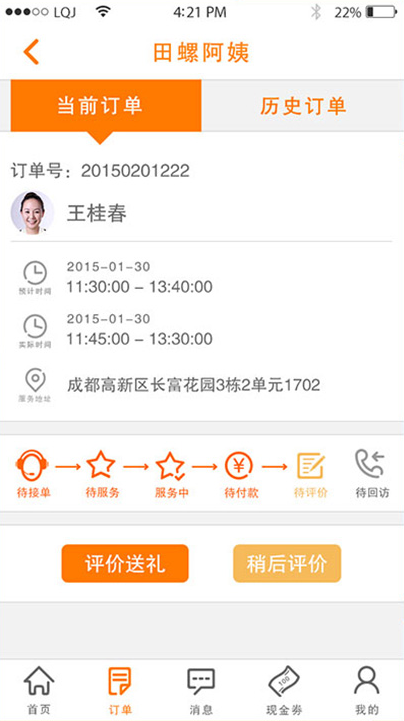 LQJ 4:21 PM 22%
田螺阿姨
当前订单 历史订单
订单号：20150201222
王桂春
2015-01-30
11:30:00 – 13:40:00
预计时间
2015-01-30
11:45:00 – 13:30:00
实际时间
成都高新区长富花园3栋2单元1702
服务地址
待接单 待服务 服务中 待付款 待评价 待回访
评价送礼 稍后评价
100
首页 订单 消息 现金劵 我的